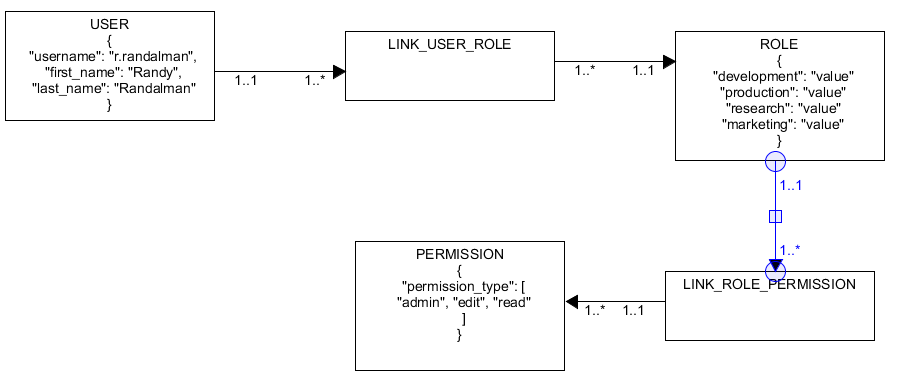 USER
{
"username": "r.randalman",
"first_name": "Randy",
"last_name": "Randalman"
}
1..1
1..*
LINK_USER_ROLE
1..*
1..1
ROLE
{
"development": "value"
"production": "value"
"research": "value"
"marketing": "value"
}
1..1
1..*
LINK_ROLE_PERMISSION
1..*
1..1
PERMISSION
{
"permission_type": [
"admin", "edit", "read"
]
}